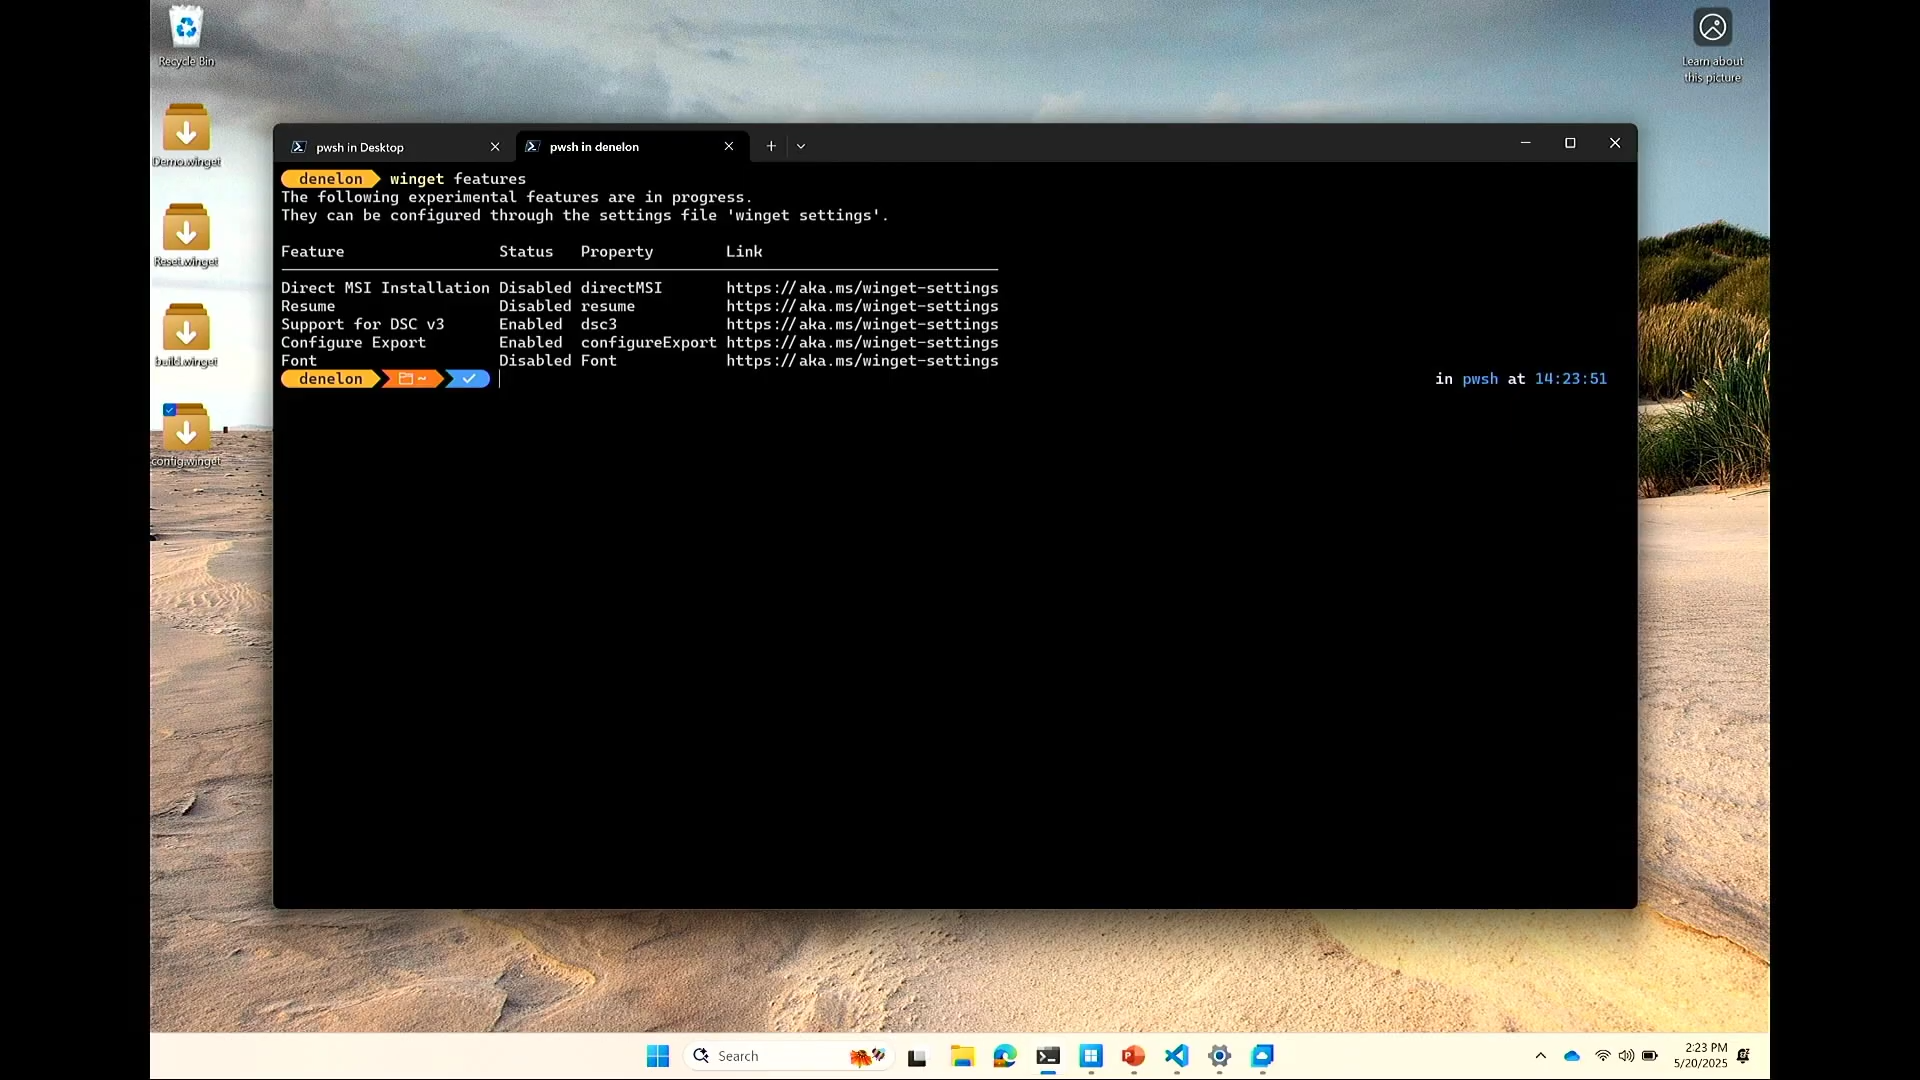 Recycle Bin
Learn about
this picture
Demo.winget
Reset.winget
build.winget
config.winget
pwsh in Desktop
pwsh in denelon
denelon winget features
The following experimental features are in progress.
They can be configured through the settings file 'winget settings'.
Feature Status Property Link
Direct MSI Installation Disabled directMSI https://aka.ms/winget-settings
Resume Disabled resume https://aka.ms/winget-settings
Support for DSC v3 Enabled dsc3 https://aka.ms/winget-settings
Configure Export Enabled configureExport https://aka.ms/winget-settings
Font Disabled Font https://aka.ms/winget-settings
denelon ~ in pwsh at 14:23:51
Search
2:23 PM
5/20/2025